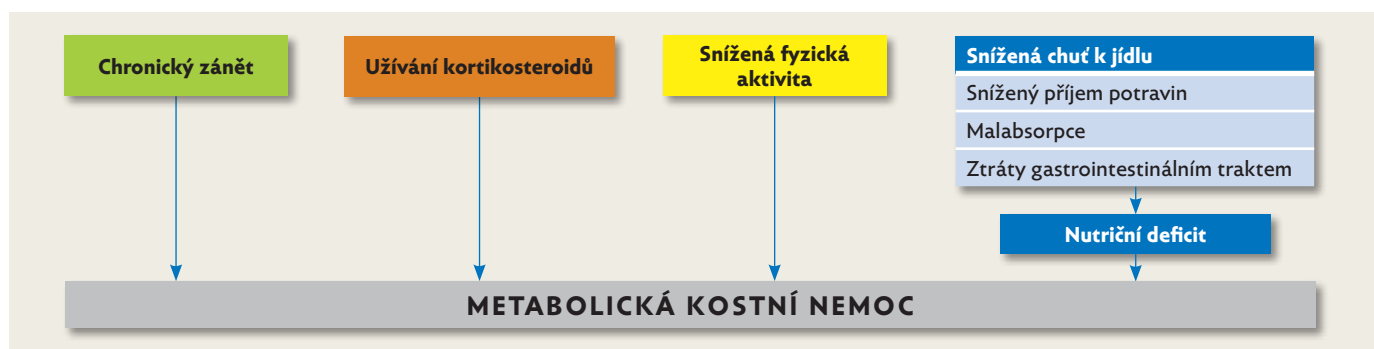 Chronický zánět
Užívání kortikosteroidů
Snížená fyzická
aktivita
Snížená chuť k jídlu
Snížený příjem potravin
Malabsorpce
Ztráty gastrointestinálním traktem
Nutriční deficit
METABOLICKÁ KOSTNÍ NEMOC